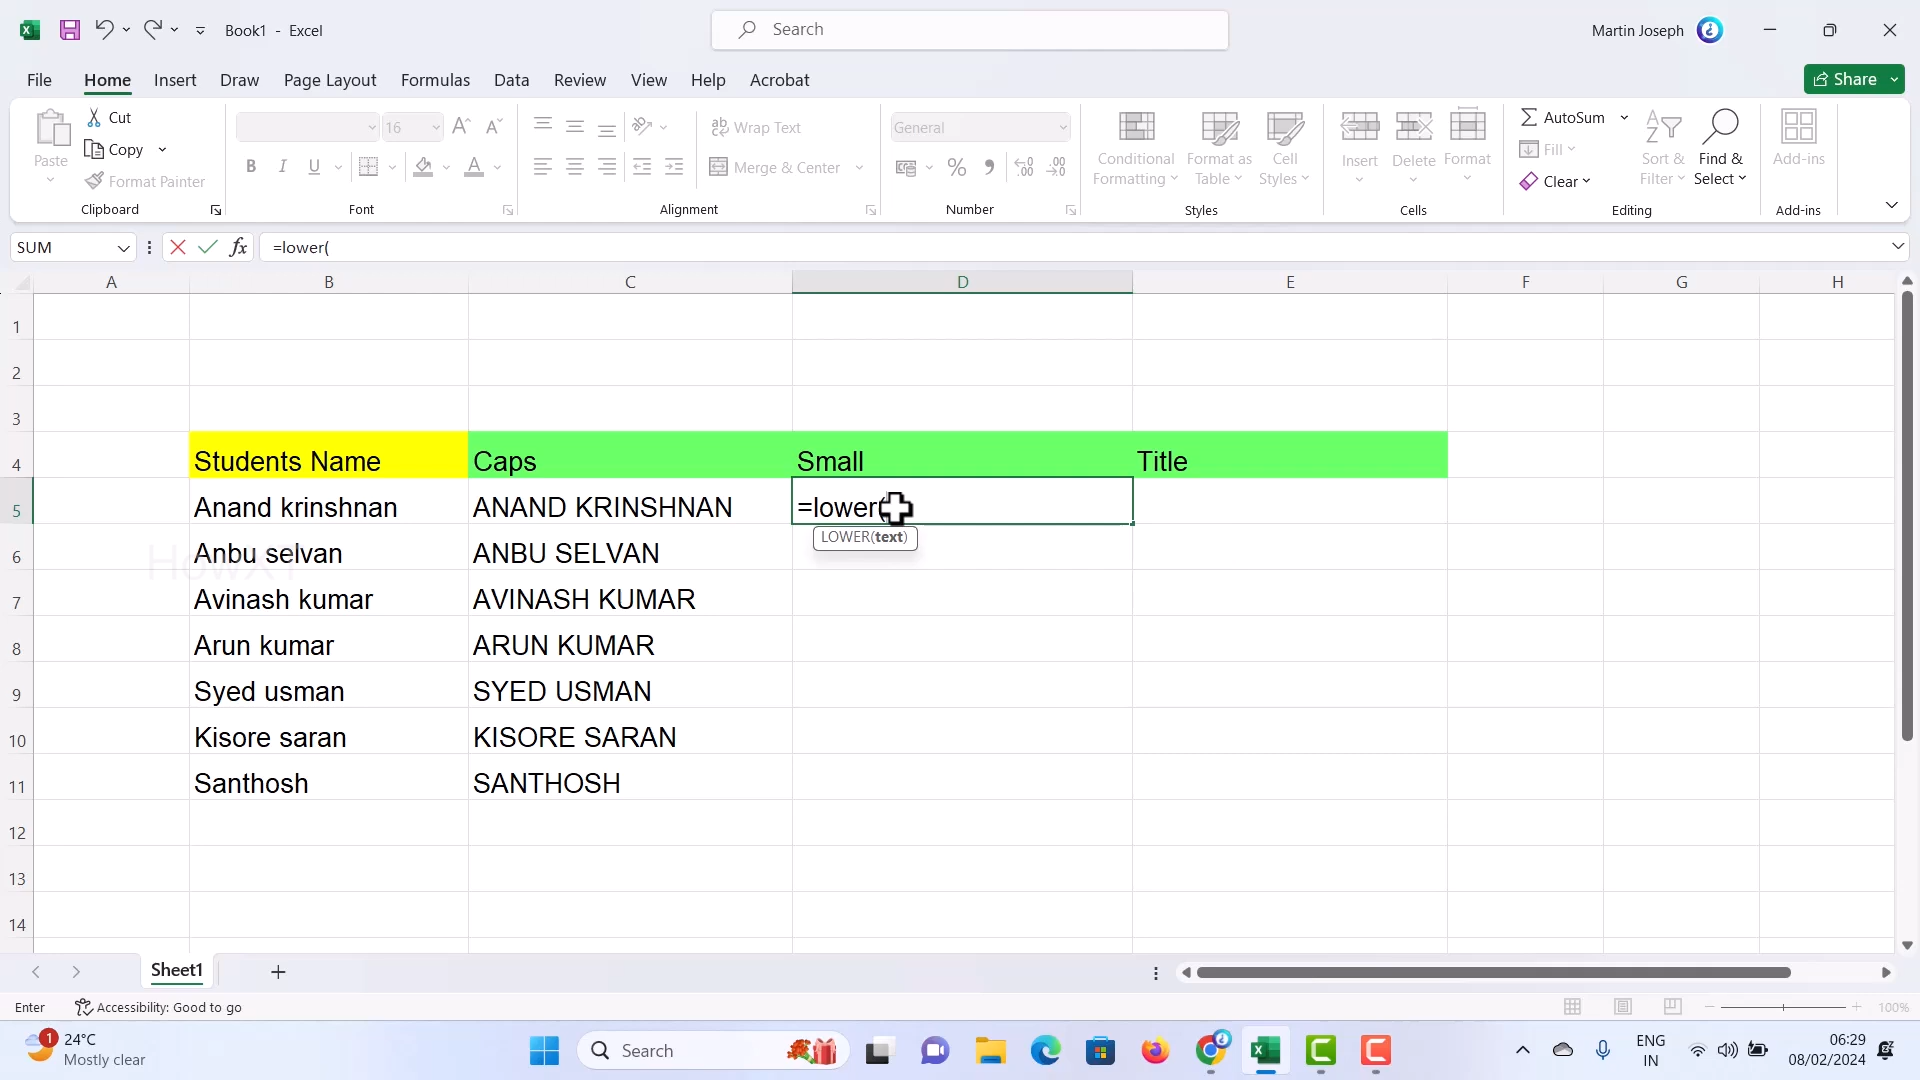 Book1 - Excel
Search
Martin Joseph
File Home Insert Draw Page Layout Formulas Data Review View Help Acrobat
Share
Paste
Cut
Copy
Format Painter
Clipboard
16
B I U
Font
Wrap Text
Merge & Center
Alignment
General
Number
Conditional Formatting
Format as Table
Cell Styles
Styles
Insert
Delete
Format
Cells
AutoSum
Fill
Clear
Sort & Filter
Find & Select
Editing
Add-ins
Add-ins
SUM
fx
=lower(
A B C D E F G H
1
2
3
4 Students Name Caps Small Title
5 Anand krinshnan ANAND KRINSHNAN =lower(
LOWER(text)
6 Anbu selvan ANBU SELVAN
HowXT
7 Avinash kumar AVINASH KUMAR
8 Arun kumar ARUN KUMAR
9 Syed usman SYED USMAN
10 Kisore saran KISORE SARAN
11 Santhosh SANTHOSH
12
13
14
Sheet1
Enter
Accessibility: Good to go
100%
1
24°C
Mostly clear
Search
ENG
IN
06:29
08/02/2024